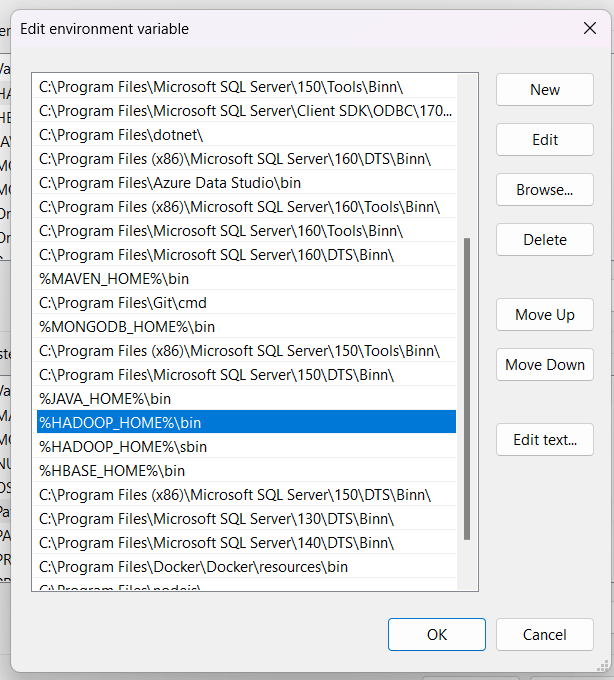 Edit environment variable
C:\Program Files\Microsoft SQL Server\150\Tools\Binn\
New
C:\Program Files\Microsoft SQL Server\Client SDK\ODBC\170...
C:\Program Files\dotnet\
Edit
C:\Program Files (x86)\Microsoft SQL Server\160\DTS\Binn\
C:\Program Files\Azure Data Studio\bin
Browse...
C:\Program Files (x86)\Microsoft SQL Server\160\Tools\Binn\
C:\Program Files\Microsoft SQL Server\160\Tools\Binn\
Delete
C:\Program Files\Microsoft SQL Server\160\DTS\Binn\
%MAVEN_HOME%\bin
C:\Program Files\Git\cmd
Move Up
%MONGODB_HOME%\bin
C:\Program Files (x86)\Microsoft SQL Server\150\Tools\Binn\
Move Down
C:\Program Files\Microsoft SQL Server\150\DTS\Binn\
%JAVA_HOME%\bin
%HADOOP_HOME%\bin
Edit text...
%HADOOP_HOME%\sbin
%HBASE_HOME%\bin
C:\Program Files (x86)\Microsoft SQL Server\150\DTS\Binn\
C:\Program Files\Microsoft SQL Server\130\DTS\Binn\
C:\Program Files\Microsoft SQL Server\140\DTS\Binn\
C:\Program Files\Docker\Docker\resources\bin
C:\Program Files\nodejs\
OK
Cancel